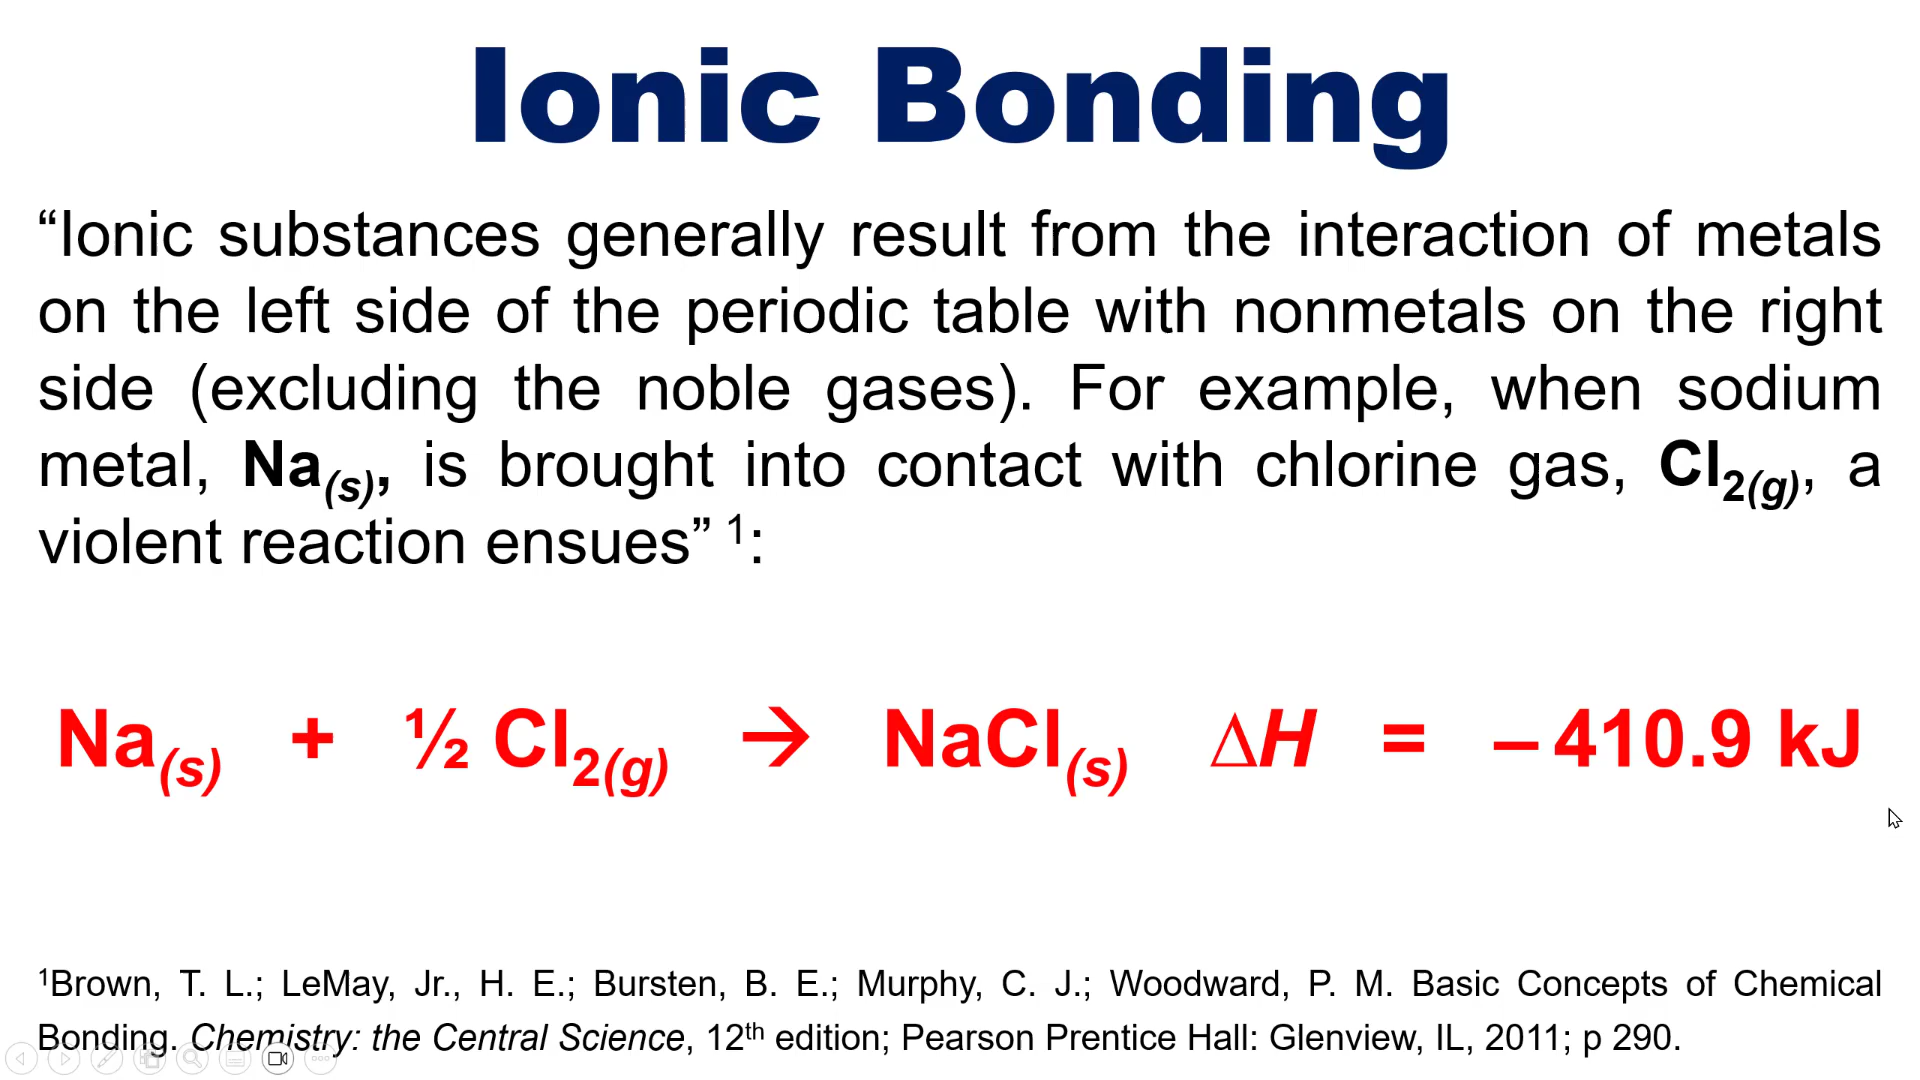 Ionic Bonding
“Ionic substances generally result from the interaction of metals
on the left side of the periodic table with nonmetals on the right
side (excluding the noble gases). For example, when sodium
metal, Na(s), is brought into contact with chlorine gas, Cl2(g), a
violent reaction ensues” 1:
Na(s) + ½ Cl2(g) → NaCl(s) ΔH = – 410.9 kJ
1Brown, T. L.; LeMay, Jr., H. E.; Bursten, B. E.; Murphy, C. J.; Woodward, P. M. Basic Concepts of Chemical
Bonding. Chemistry: the Central Science, 12th edition; Pearson Prentice Hall: Glenview, IL, 2011; p 290.